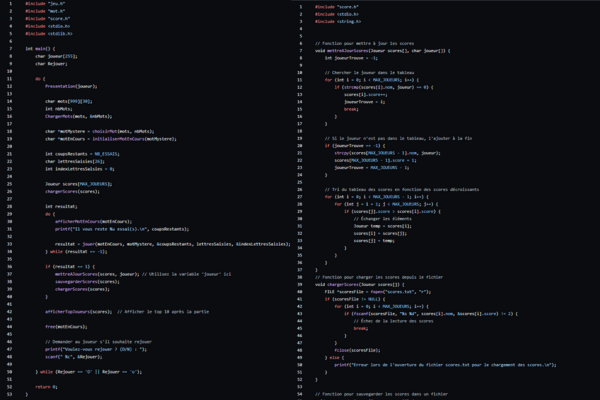 1 #include "jeu.h"
2 #include "mot.h"
3 #include "score.h"
4 #include <stdio.h>
5 #include <stdlib.h>
6
7 int main() {
8 char joueur[255];
9 char Rejouer;
10
11 do {
12 Presentation(joueur);
13
14 char mots[900][30];
15 int nbMots;
16 ChargerMots(mots, &nbMots);
17
18 char *motMystere = choisirMot(mots, nbMots);
19 char *motEnCours = initialiserMotEnCours(motMystere);
20
21 int coupsRestants = NB_ESSAIS;
22 char lettresSaisies[26];
23 int indexLettresSaisies = 0;
24
25 Joueur scores[MAX_JOUEURS];
26 chargerScores(scores);
27
28 int resultat;
29 do {
30 afficherMotEnCours(motEnCours);
31 printf("Il vous reste %d essai(s).\n", coupsRestants);
32
33 resultat = jouer(motEnCours, motMystere, &coupsRestants, lettresSaisies, &indexLettresSaisies);
34 } while (resultat == -1);
35
36 if (resultat == 1) {
37 mettreAJourScores(scores, joueur); // Utilisez la variable 'joueur' ici
38 sauvegarderScores(scores);
39 chargerScores(scores);
40 }
41
42 afficherTopJoueurs(scores); // Afficher le top 10 après la partie
43
44 free(motEnCours);
45
46 // Demander au joueur s'il souhaite rejouer
47 printf("Voulez-vous rejouer ? (O/N) : ");
48 scanf(" %c", &Rejouer);
49
50 } while (Rejouer == 'O' || Rejouer == 'o');
51
52 return 0;
53 }
1 #include "score.h"
2 #include <stdio.h>
3 #include <string.h>
4
5
6 // Fonction pour mettre à jour les scores
7 void mettreAJourScores(Joueur scores[], char joueur[]) {
8 int joueurTrouve = -1;
9
10 // Chercher le joueur dans le tableau
11 for (int i = 0; i < MAX_JOUEURS; i++) {
12 if (strcmp(scores[i].nom, joueur) == 0) {
13 scores[i].score++;
14 joueurTrouve = i;
15 break;
16 }
17 }
18
19 // Si le joueur n'est pas dans le tableau, l'ajouter à la fin
20 if (joueurTrouve == -1) {
21 strcpy(scores[MAX_JOUEURS - 1].nom, joueur);
22 scores[MAX_JOUEURS - 1].score = 1;
23 joueurTrouve = MAX_JOUEURS - 1;
24 }
25
26 // Tri du tableau des scores en fonction des scores décroissants
27 for (int i = 0; i < MAX_JOUEURS - 1; i++) {
28 for (int j = i + 1; j < MAX_JOUEURS; j++) {
29 if (scores[j].score > scores[i].score) {
30 // Échanger les éléments
31 Joueur temp = scores[i];
32 scores[i] = scores[j];
33 scores[j] = temp;
34 }
35 }
36 }
37 }
38 // Fonction pour charger les scores depuis le fichier
39 void chargerScores(Joueur scores[]) {
40 FILE *scoresFile = fopen("scores.txt", "r");
41 if (scoresFile != NULL) {
42 for (int i = 0; i < MAX_JOUEURS; i++) {
43 if (fscanf(scoresFile, "%s %d", scores[i].nom, &scores[i].score) != 2) {
44 // Échec de la lecture des scores
45 break;
46 }
47 }
48 fclose(scoresFile);
49 } else {
50 printf("Erreur lors de l'ouverture du fichier scores.txt pour le chargement des scores.\n");
51 }
52 }
53
54 // Fonction pour sauvegarder les scores dans un fichier